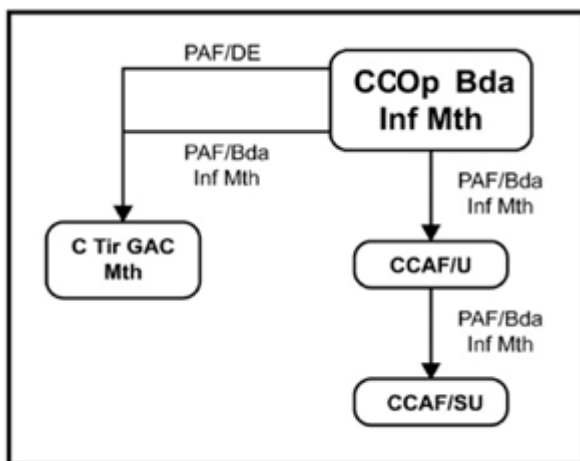 PAF/DE
CCOp Bda
Inf Mth
PAF/Bda
Inf Mth
PAF/Bda
Inf Mth
C Tir GAC
Mth
CCAF/U
PAF/Bda
Inf Mth
CCAF/SU